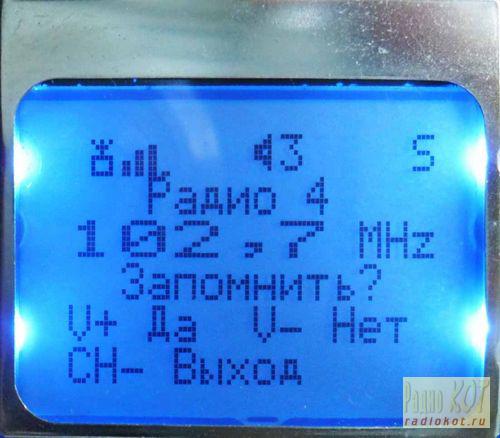 3 S
Радио 4
102,7 MHz
Запомнить?
V+ Да V- Нет
CH- Выход
Радио КОТ
radiokot.ru